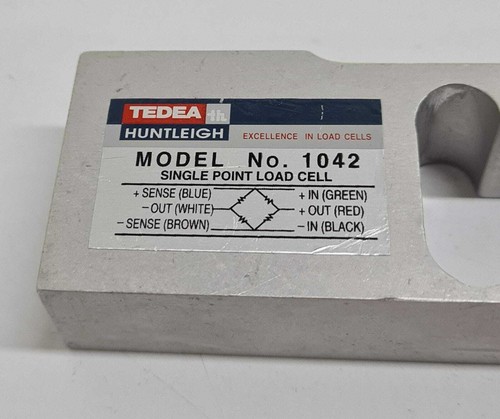 TEDEA hh
HUNTLEIGH EXCELLENCE IN LOAD CELLS
MODEL No. 1042
SINGLE POINT LOAD CELL
+ SENSE (BLUE) + IN (GREEN)
- OUT (WHITE) + OUT (RED)
- SENSE (BROWN) - IN (BLACK)